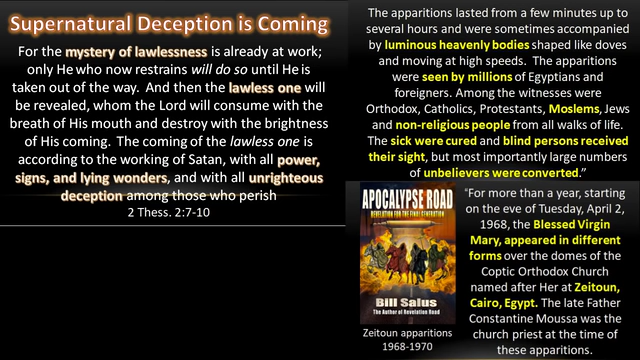 Supernatural Deception is Coming
For the mystery of lawlessness is already at work;
only He who now restrains will do so until He is
taken out of the way. And then the lawless one will
be revealed, whom the Lord will consume with the
breath of His mouth and destroy with the brightness
of His coming. The coming of the lawless one is
according to the working of Satan, with all power,
signs, and lying wonders, and with all unrighteous
deception among those who perish
2 Thess. 2:7-10
The apparitions lasted from a few minutes up to
several hours and were sometimes accompanied
by luminous heavenly bodies shaped like doves
and moving at high speeds. The apparitions
were seen by millions of Egyptians and
foreigners. Among the witnesses were
Orthodox, Catholics, Protestants, Moslems, Jews
and non-religious people from all walks of life.
The sick were cured and blind persons received
their sight, but most importantly large numbers
of unbelievers were converted.”
APOCALYPSE ROAD
REVELATION FOR THE FINAL GENERATION
Bill Salus
The Author of Revelation Road
Zeitoun apparitions
1968-1970
"For more than a year, starting
on the eve of Tuesday, April 2,
1968, the Blessed Virgin
Mary, appeared in different
forms over the domes of the
Coptic Orthodox Church
named after Her at Zeitoun,
Cairo, Egypt. The late Father
Constantine Moussa was the
church priest at the time of
these apparitions.